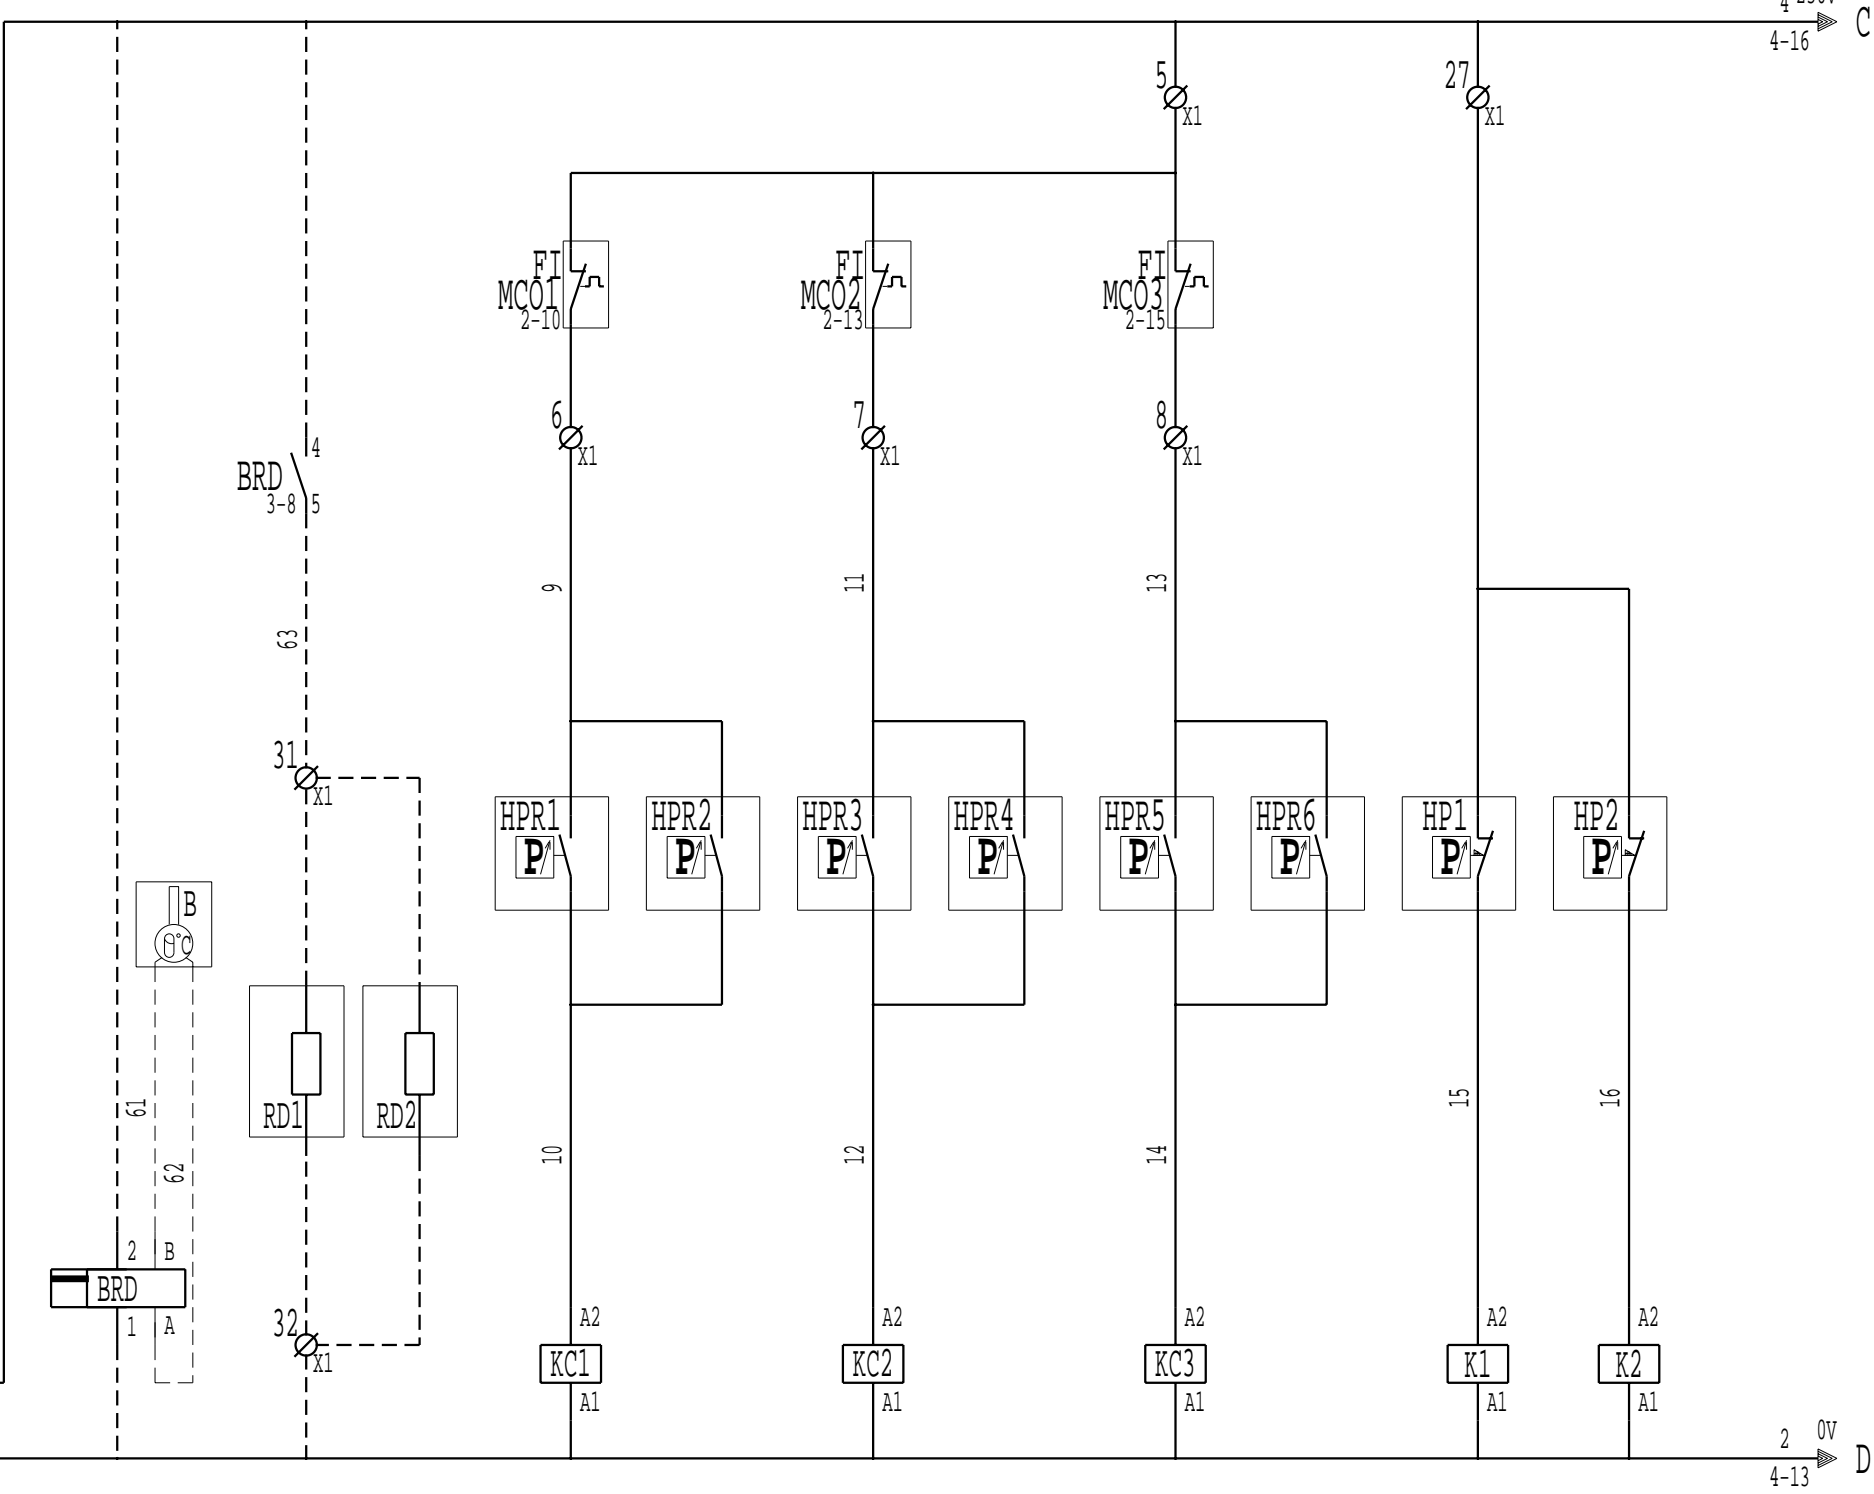 4
4-16
C
5
X1
27
X1
FI
MCO1
2-10
FI
MCO2
2-13
FI
MCO3
2-15
6
X1
7
X1
8
X1
BRD
3-8
4
5
9
11
13
63
31
X1
HPR1
P
HPR2
P
HPR3
P
HPR4
P
HPR5
P
HPR6
P
HP1
P
HP2
P
B
θ°C
RD1
RD2
61
62
10
12
14
15
16
2
B
BRD
1
A
32
X1
A2
KC1
A1
A2
KC2
A1
A2
KC3
A1
A2
K1
A1
A2
K2
A1
2
0V
4-13
D